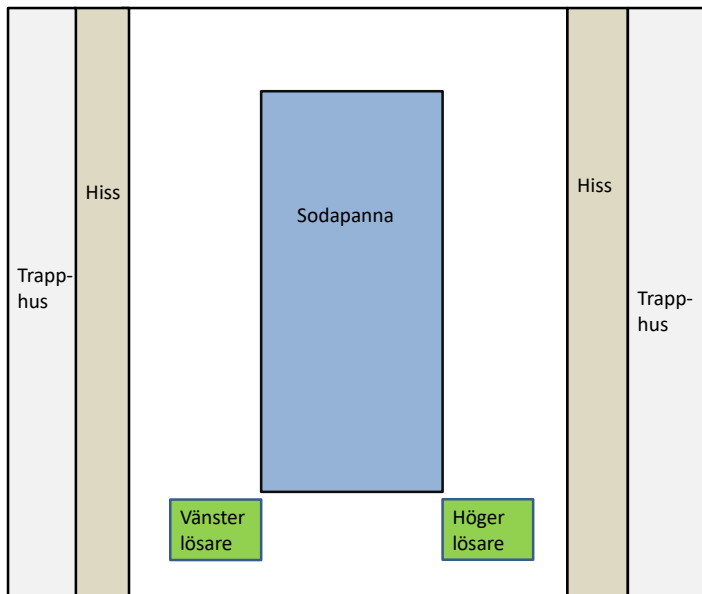 Hiss
Hiss
Sodapanna
Trapp-
hus
Trapp-
hus
Vänster
lösare
Höger
lösare